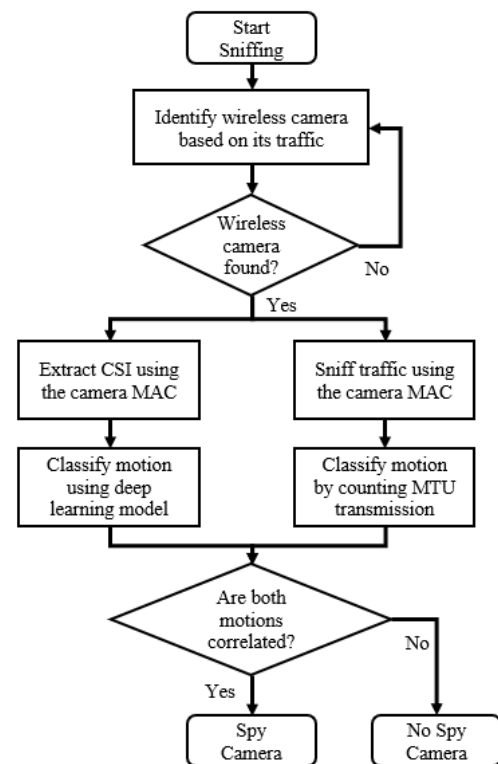 Start
Sniffing
Identify wireless camera
based on its traffic
Wireless
camera
found?
No
Yes
Extract CSI using
the camera MAC
Sniff traffic using
the camera MAC
Classify motion
using deep
learning model
Classify motion
by counting MTU
transmission
Are both
motions
correlated?
No
Yes
Spy
Camera
No Spy
Camera